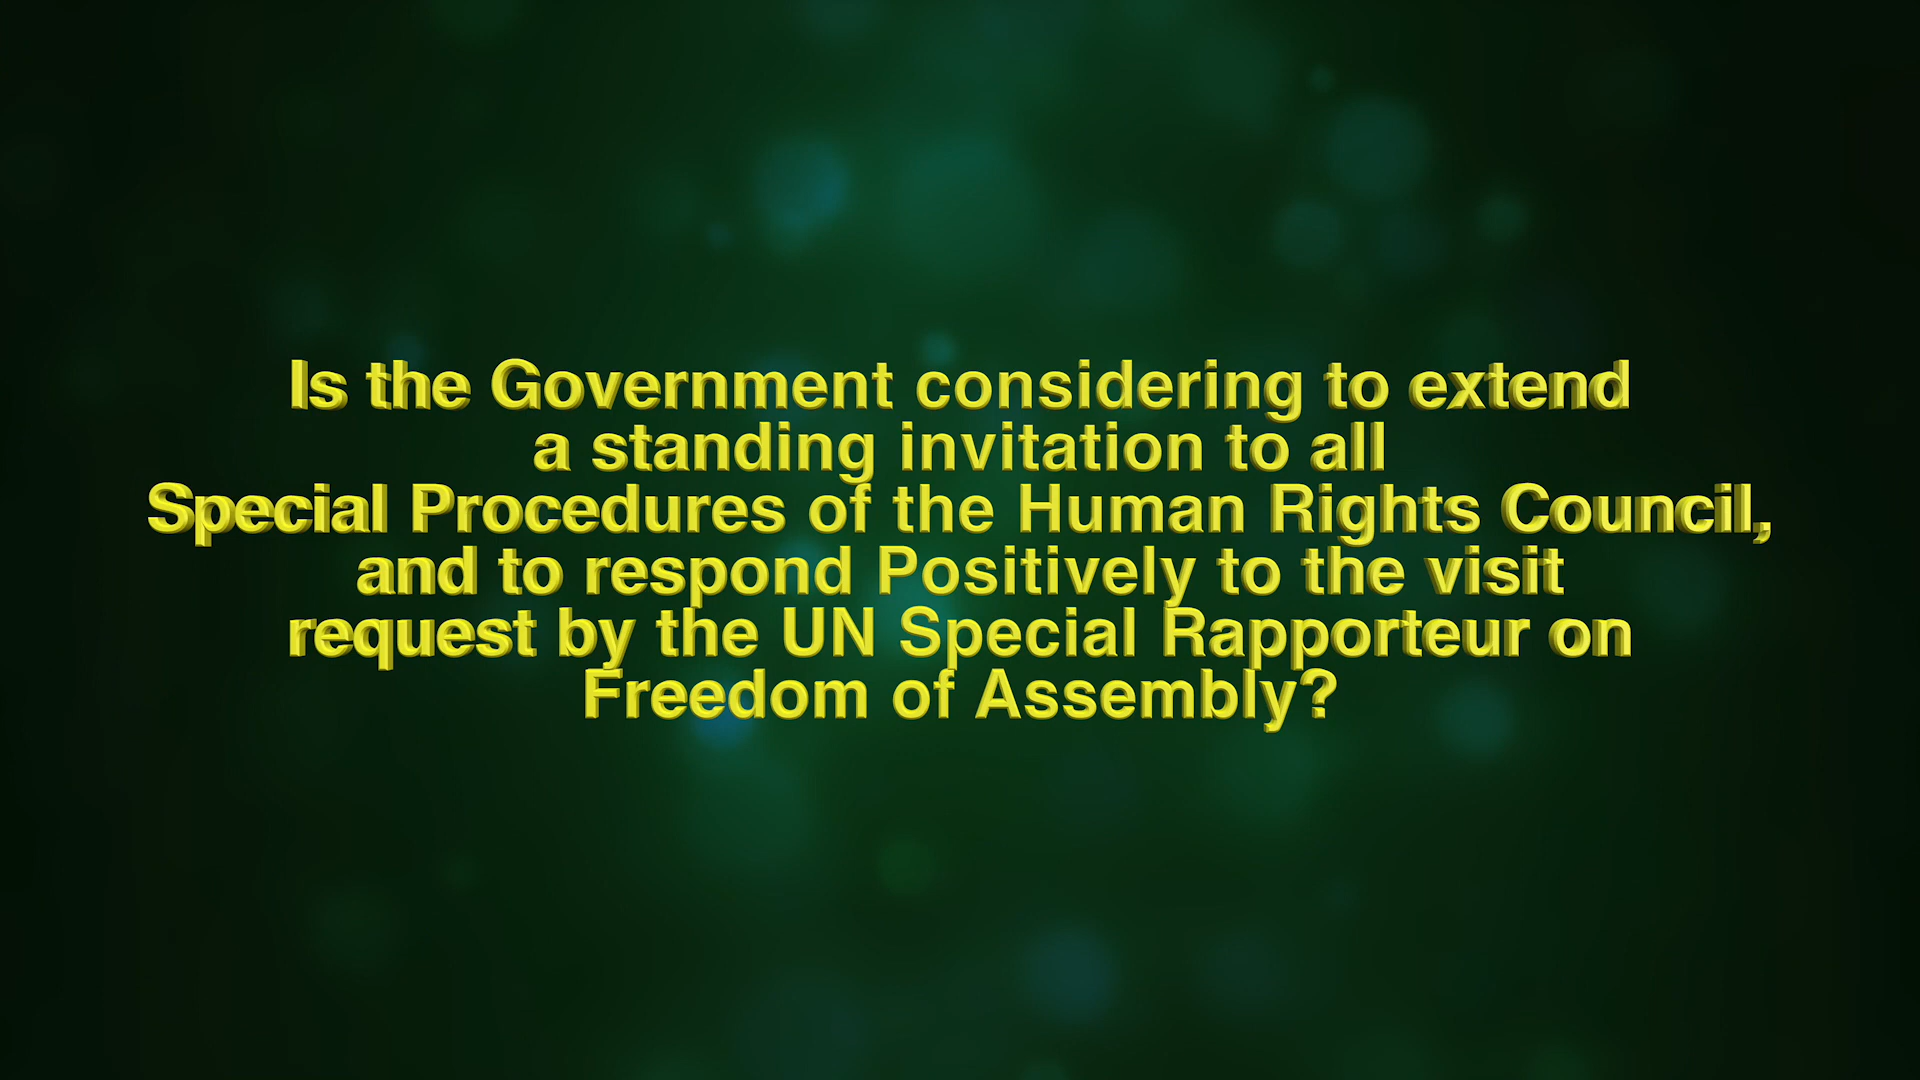 Is the Government considering to extend
a standing invitation to all
Special Procedures of the Human Rights Council,
and to respond Positively to the visit
request by the UN Special Rapporteur on
Freedom of Assembly?